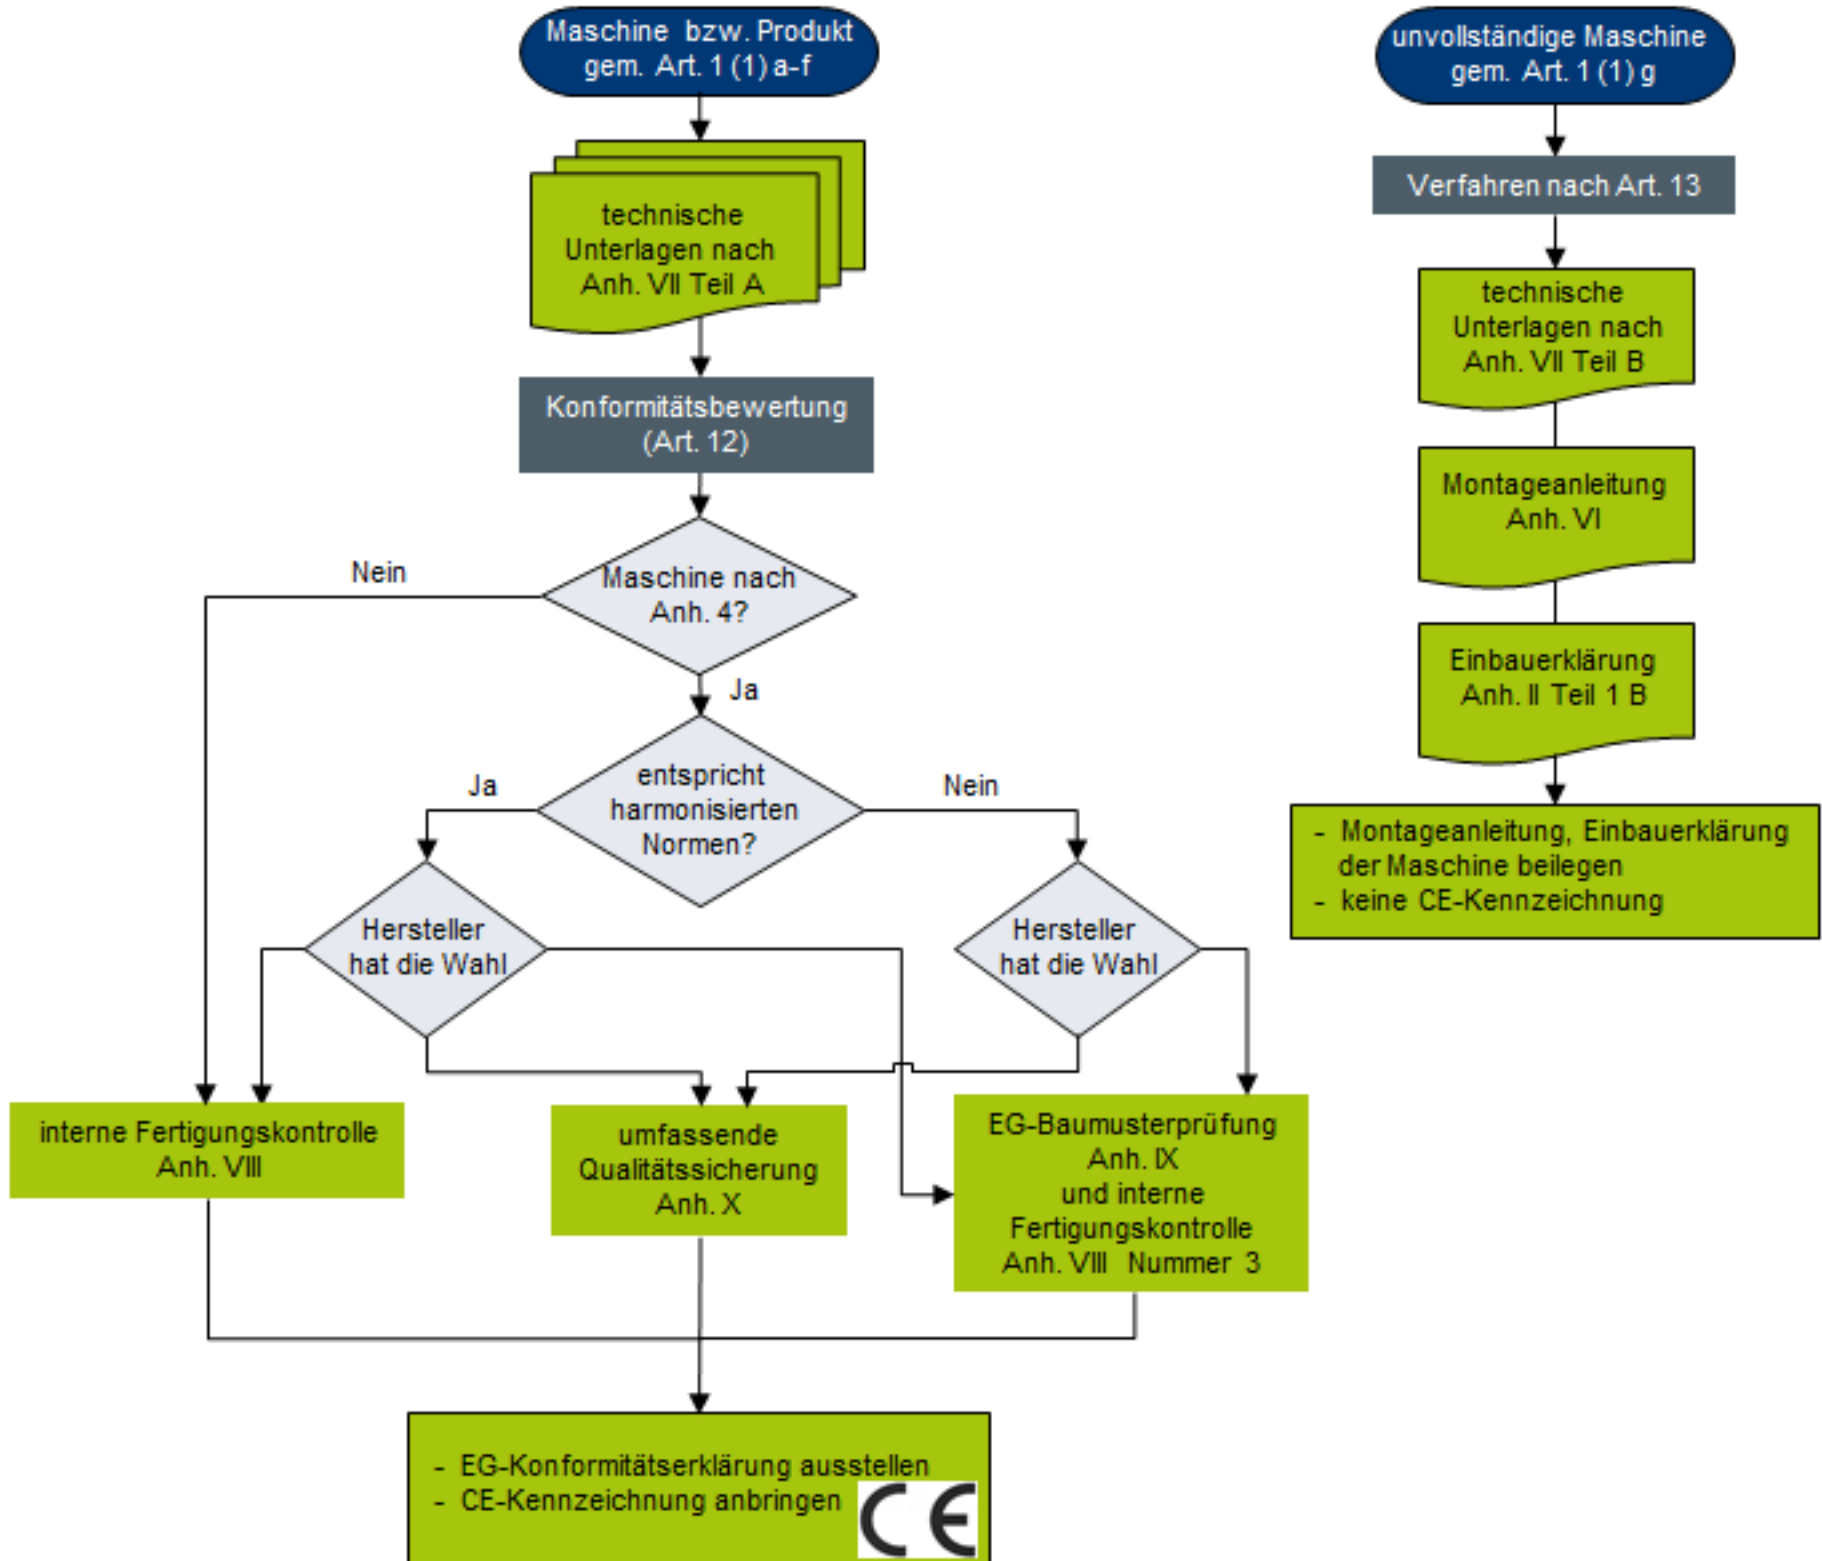 Maschine bzw. Produkt
gem. Art. 1 (1) a-f
technische
Unterlagen nach
Anh. VII Teil A
Konformitätsbewertung
(Art. 12)
Maschine nach
Anh. 4?
Nein
Ja
entspricht
harmonisierten
Normen?
Ja
Nein
Hersteller
hat die Wahl
Hersteller
hat die Wahl
interne Fertigungskontrolle
Anh. VIII
umfassende
Qualitätssicherung
Anh. X
EG-Baumusterprüfung
Anh. IX
und interne
Fertigungskontrolle
Anh. VIII Nummer 3
- EG-Konformitätserklärung ausstellen
- CE-Kennzeichnung anbringen
CE
unvollständige Maschine
gem. Art. 1 (1) g
Verfahren nach Art. 13
technische
Unterlagen nach
Anh. VII Teil B
Montageanleitung
Anh. VI
Einbauerklärung
Anh. II Teil 1 B
- Montageanleitung, Einbauerklärung
der Maschine beilegen
- keine CE-Kennzeichnung